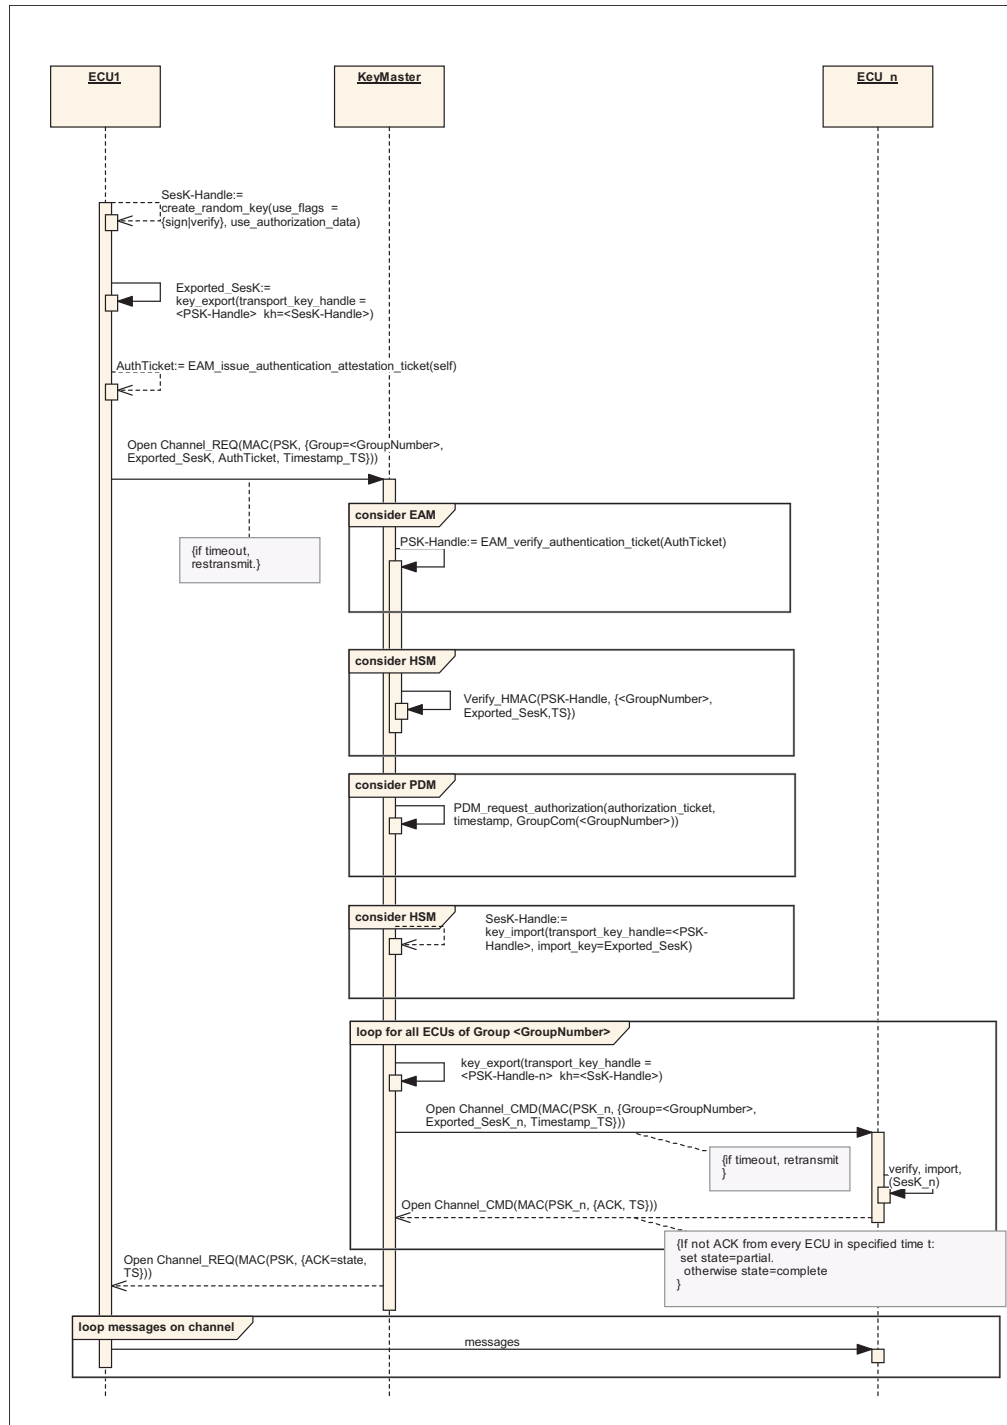 ECU1
KeyMaster
ECU_n
SesK-Handle:=
create_random_key(use_flags =
{sign|verify}, use_authorization_data)
Exported_SesK:=
key_export(transport_key_handle =
<PSK-Handle> kh=<SesK-Handle>)
AuthTicket:= EAM_issue_authentication_attestation_ticket(self)
Open Channel_REQ(MAC(PSK, {Group=<GroupNumber>,
Exported_SesK, AuthTicket, Timestamp_TS}))
{if timeout,
restransmit.}
consider EAM
PSK-Handle:= EAM_verify_authentication_ticket(AuthTicket)
consider HSM
Verify_HMAC(PSK-Handle, {<GroupNumber>,
Exported_SesK,TS})
consider PDM
PDM_request_authorization(authorization_ticket,
timestamp, GroupCom(<GroupNumber>))
consider HSM
SesK-Handle:=
key_import(transport_key_handle=<PSK-
Handle>, import_key=Exported_SesK)
loop for all ECUs of Group <GroupNumber>
key_export(transport_key_handle =
<PSK-Handle-n> kh=<SsK-Handle>)
Open Channel_CMD(MAC(PSK_n, {Group=<GroupNumber>,
Exported_SesK_n, Timestamp_TS}))
{if timeout, retransmit
}
verify, import,
(SesK_n)
Open Channel_CMD(MAC(PSK_n, {ACK, TS}))
{If not ACK from every ECU in specified time t:
set state=partial.
otherwise state=complete
}
Open Channel_REQ(MAC(PSK, {ACK=state,
TS}))
loop messages on channel
messages